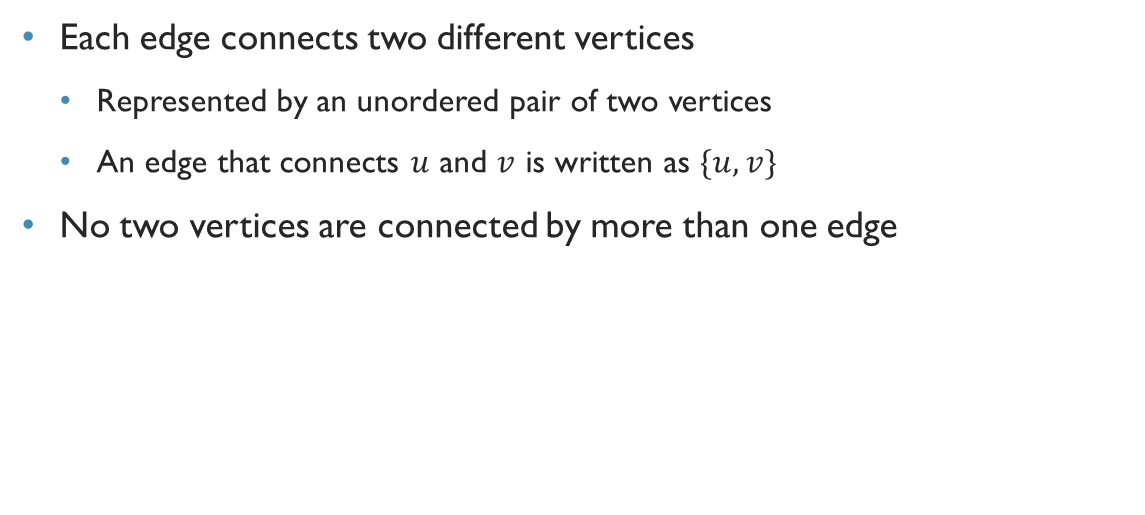 • Each edge connects two different vertices
• Represented by an unordered pair of two vertices
• An edge that connects 𝑢 and 𝑣 is written as {𝑢, 𝑣}
• No two vertices are connected by more than one edge